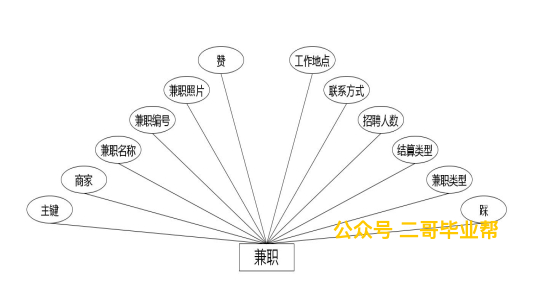 赞
工作地点
兼职照片
联系方式
兼职编号
招聘人数
兼职名称
结算类型
商家
兼职类型
主键
踩
公众号 二哥毕业帮
兼职